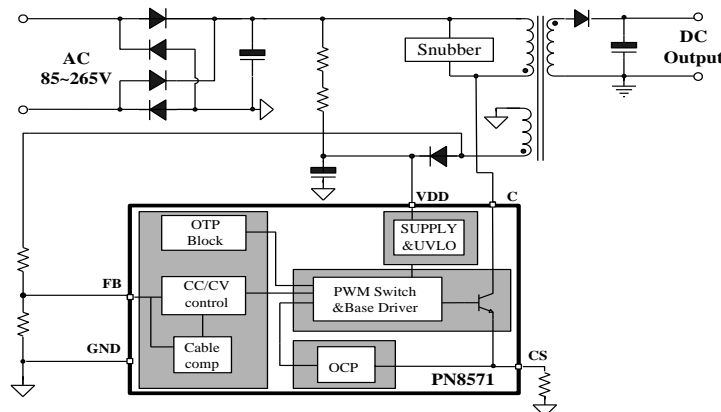 AC
85~265V
Snubber
DC
Output
VDD
C
OTP
Block
SUPPLY
&UVLO
FB
CC/CV
control
PWM Switch
&Base Driver
GND
Cable
comp
OCP
CS
PN8571